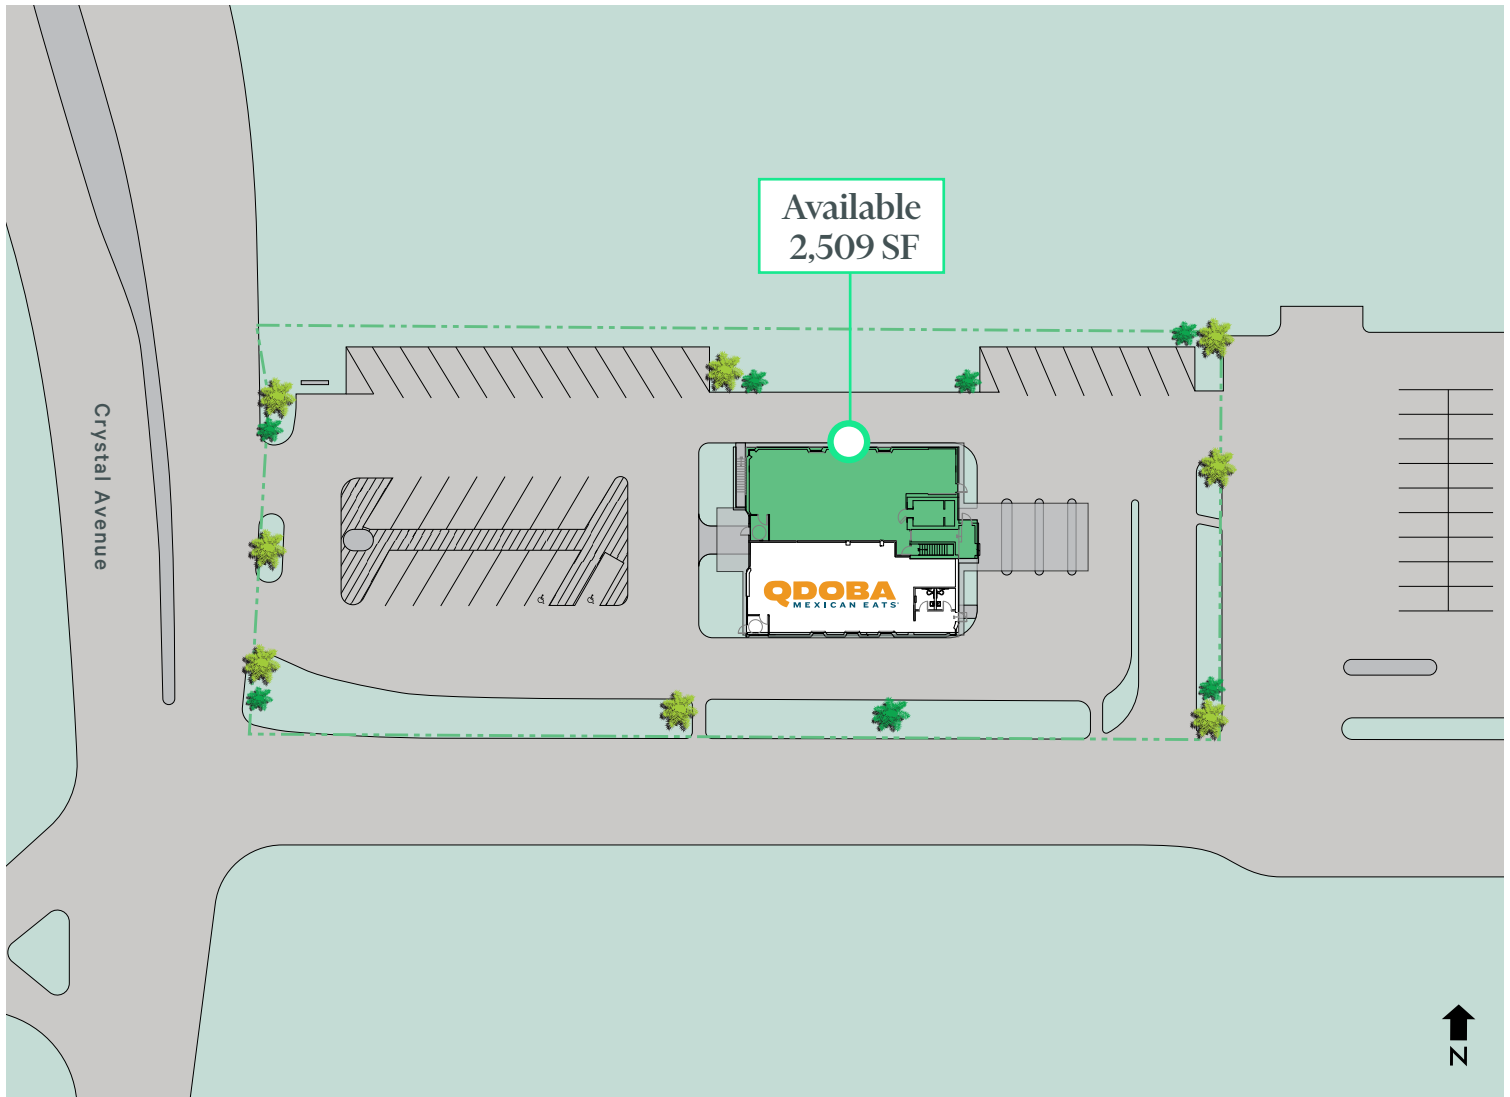 Available
2,509 SF
Crystal Avenue
QDOBA
MEXICAN EATS
N